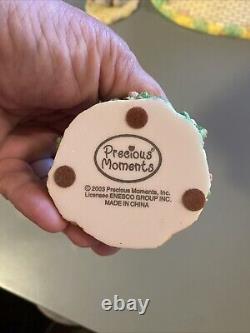 Precious
Moments
© 2003 Precious Moments, Inc.
Licensee ENESCO GROUP INC.
MADE IN CHINA